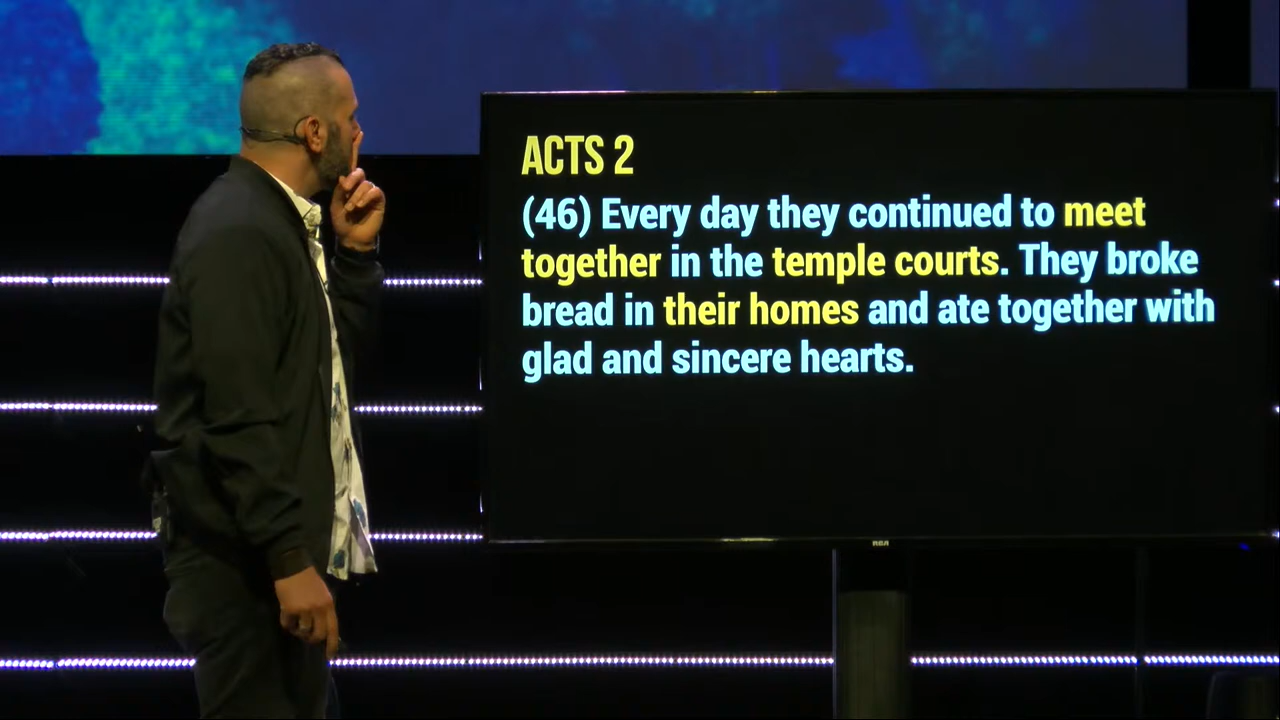 ACTS 2
(46) Every day they continued to meet
together in the temple courts. They broke
bread in their homes and ate together with
glad and sincere hearts.
RCA